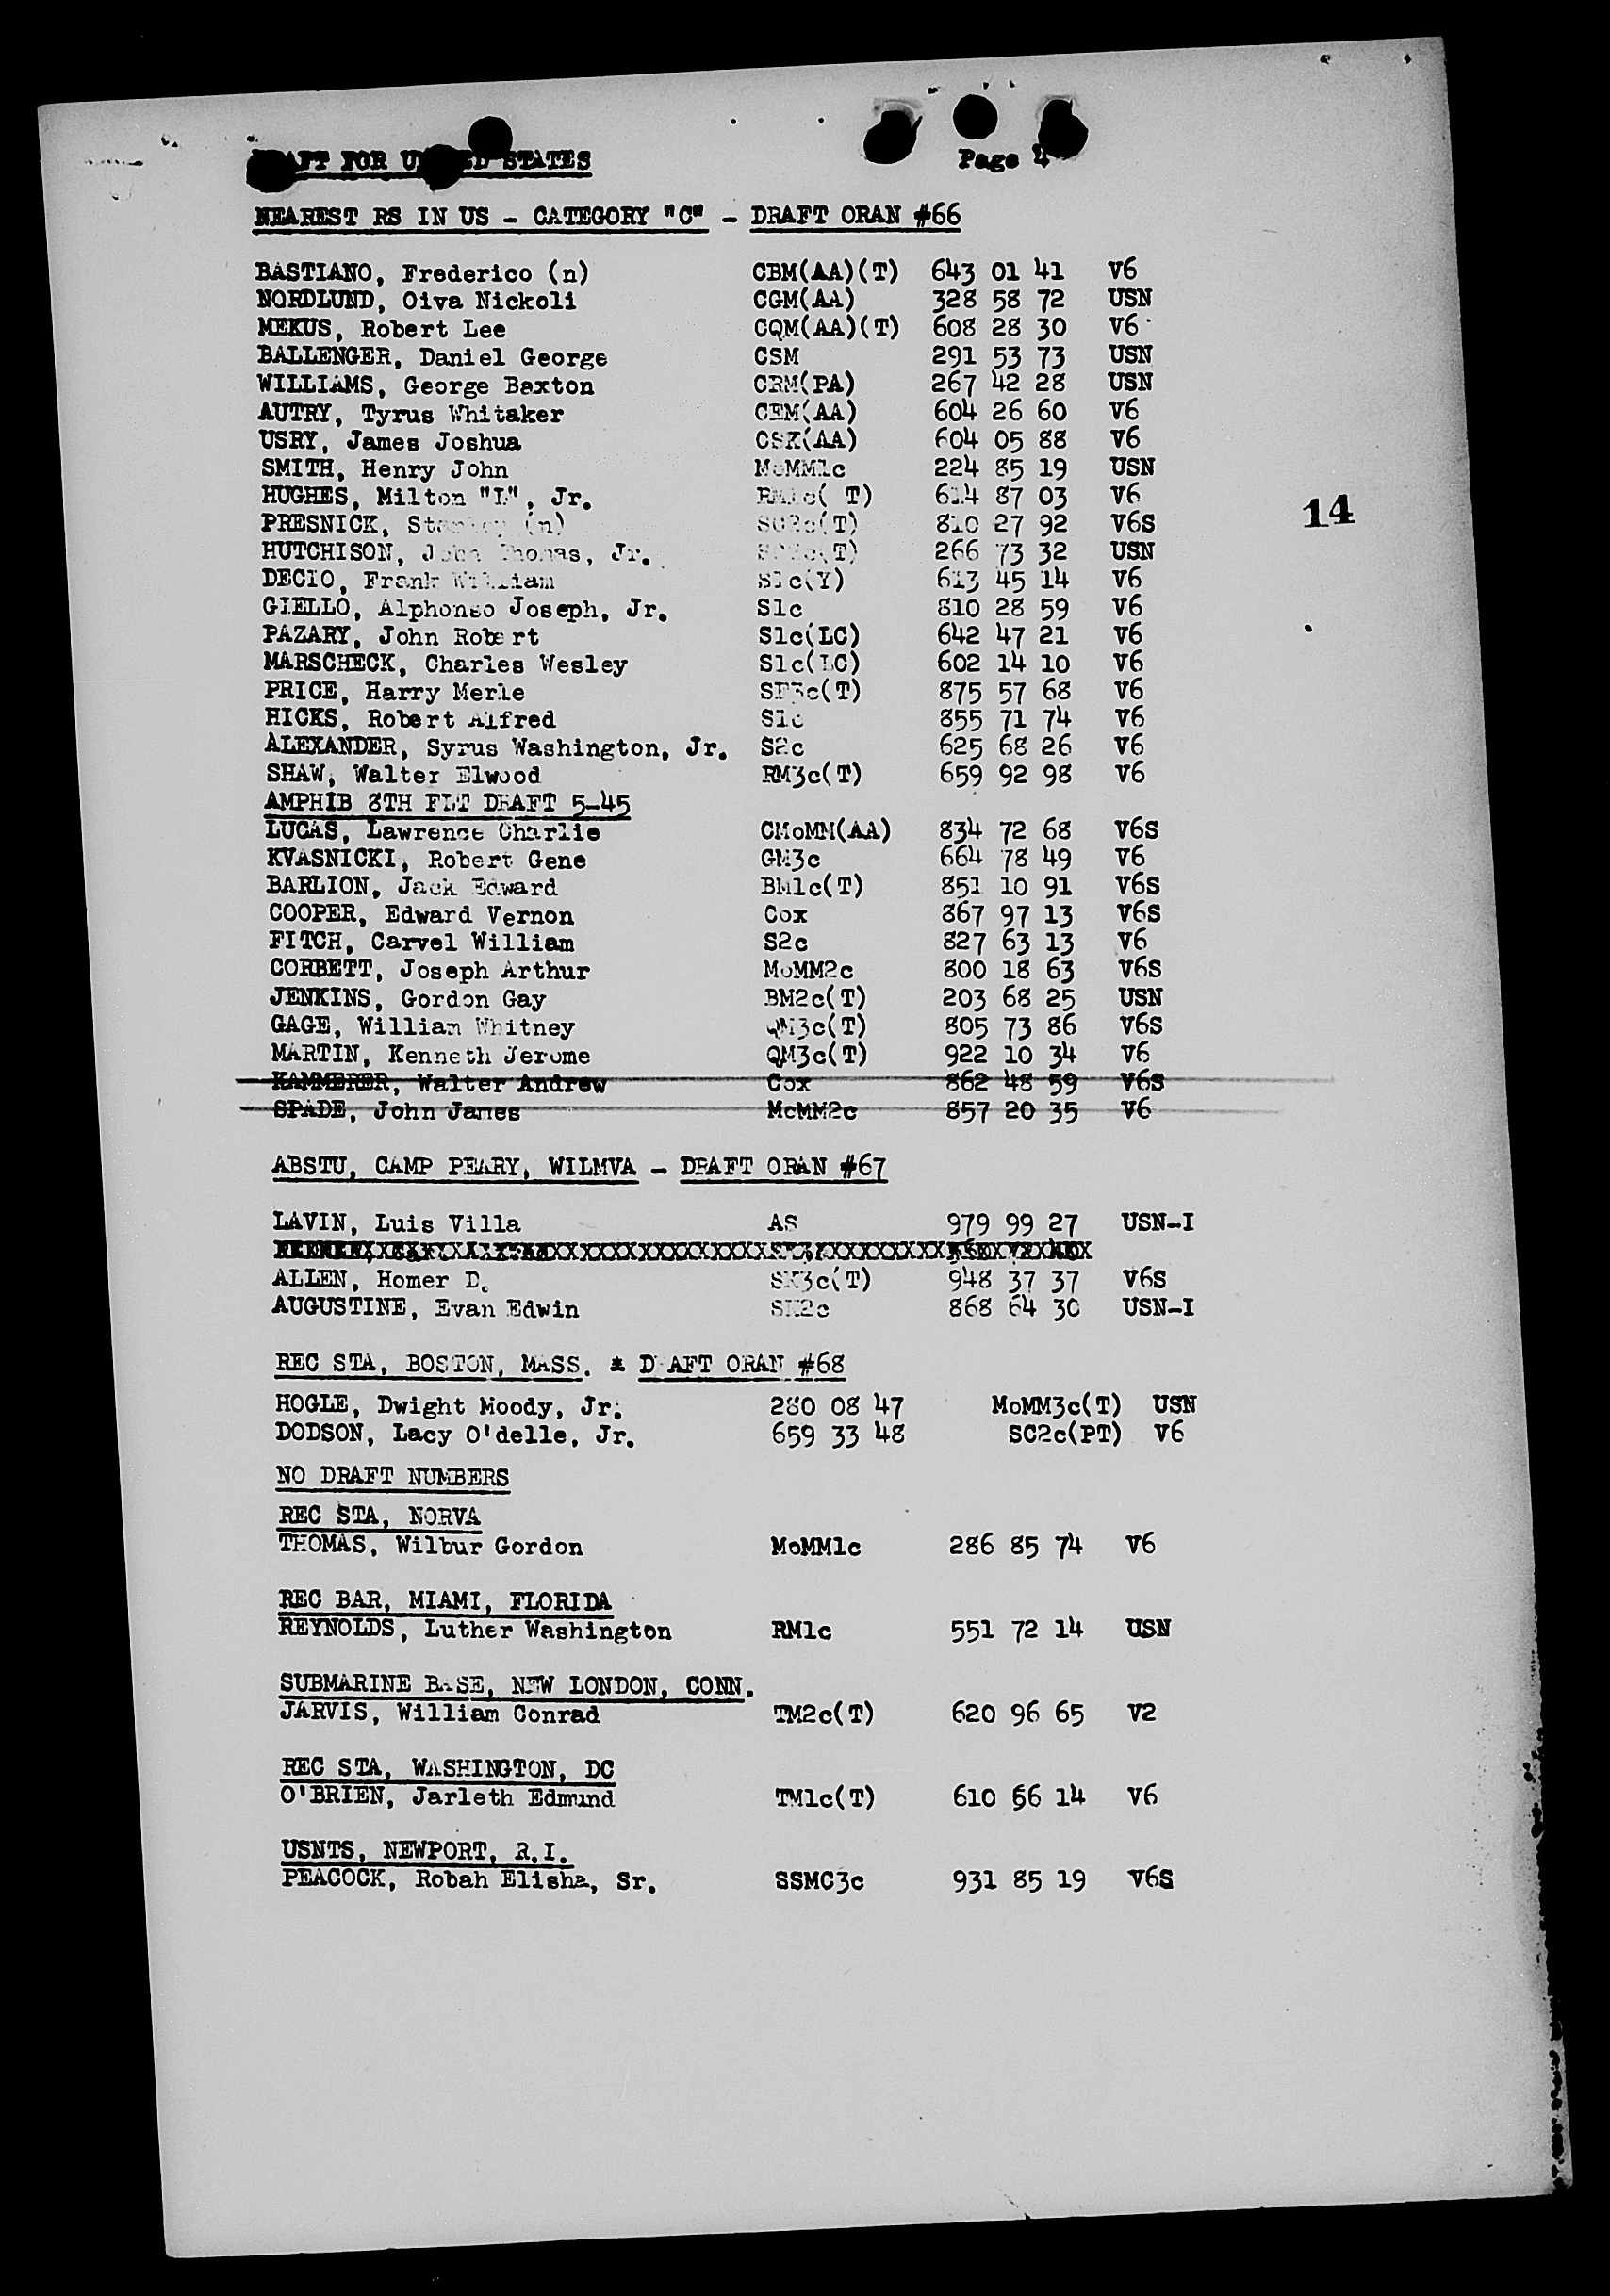 DRAFT FOR UNITED STATES Page 4
NEAREST RS IN US - CATEGORY "C" - DRAFT ORAN #66
BASTIANO, Frederico (n) CBM(AA)(T) 643 01 41 V6
NORDLUND, Oiva Nickoli CGM(AA) 328 58 72 USN
MEKUS, Robert Lee CQM(AA)(T) 608 28 30 V6
BALLENGER, Daniel George CSM 291 53 73 USN
WILLIAMS, George Baxton CRM(PA) 267 42 28 USN
AUTRY, Tyrus Whitaker CEM(AA) 604 26 60 V6
USRY, James Joshua CSK(AA) 604 05 88 V6
SMITH, Henry John MoMM1c 224 85 19 USN
HUGHES, Milton "L", Jr. RM1c( T) 614 87 03 V6
14
PRESNICK, Stanley (n) SC2c(T) 810 27 92 V6S
HUTCHISON, John Thomas, Jr. 266 73 32 USN
DECIO, Frank William S1c(Y) 613 45 14 V6
GIELLO, Alphonso Joseph, Jr. S1c 810 28 59 V6
PAZARY, John Robert S1c(LC) 642 47 21 V6
MARSCHECK, Charles Wesley S1c(LC) 602 14 10 V6
PRICE, Harry Merle SF3c(T) 875 57 68 V6
HICKS, Robert Alfred S1c 855 71 74 V6
ALEXANDER, Syrus Washington, Jr. S2c 625 68 26 V6
SHAW, Walter Elwood RM3c(T) 659 92 98 V6
AMPHIB 8TH FLT DRAFT 5-45
LUCAS, Lawrence Charlie CMoMM(AA) 834 72 68 V6S
KVASNICKI, Robert Gene GM3c 664 78 49 V6
BARLION, Jack Edward BM1c(T) 851 10 91 V6S
COOPER, Edward Vernon Cox 867 97 13 V6S
FITCH, Carvel William S2c 827 63 13 V6
CORBETT, Joseph Arthur MoMM2c 800 18 63 V6S
JENKINS, Gordon Gay BM2c(T) 203 68 25 USN
GAGE, William Whitney QM3c(T) 805 73 86 V6S
MARTIN, Kenneth Jerome QM3c(T) 922 10 34 V6
KAMMERER, Walter Andrew Cox 862 48 59 V6S
SPADE, John James MoMM2c 857 20 35 V6
ABSTU, CAMP PEARY, WILMVA - DRAFT ORAN #67
LAVIN, Luis Villa AS 979 99 27 USN-I
ALLEN, Homer D. SK3c(T) 948 37 37 V6S
AUGUSTINE, Evan Edwin SK2c 868 64 30 USN-I
REC STA, BOSTON, MASS. & DRAFT ORAN #68
HOGLE, Dwight Moody, Jr. 280 08 47 MoMM3c(T) USN
DODSON, Lacy O'delle, Jr. 659 33 48 SC2c(PT) V6
NO DRAFT NUMBERS
REC STA, NORVA
THOMAS, Wilbur Gordon MoMM1c 286 85 74 V6
REC BAR, MIAMI, FLORIDA
REYNOLDS, Luther Washington RM1c 551 72 14 USN
SUBMARINE BASE, NEW LONDON, CONN.
JARVIS, William Conrad TM2c(T) 620 96 65 V2
REC STA, WASHINGTON, DC
O'BRIEN, Jarleth Edmund TM1c(T) 610 66 14 V6
USNTS, NEWPORT, R.I.
PEACOCK, Robah Elisha, Sr. SSMC3c 931 85 19 V6S